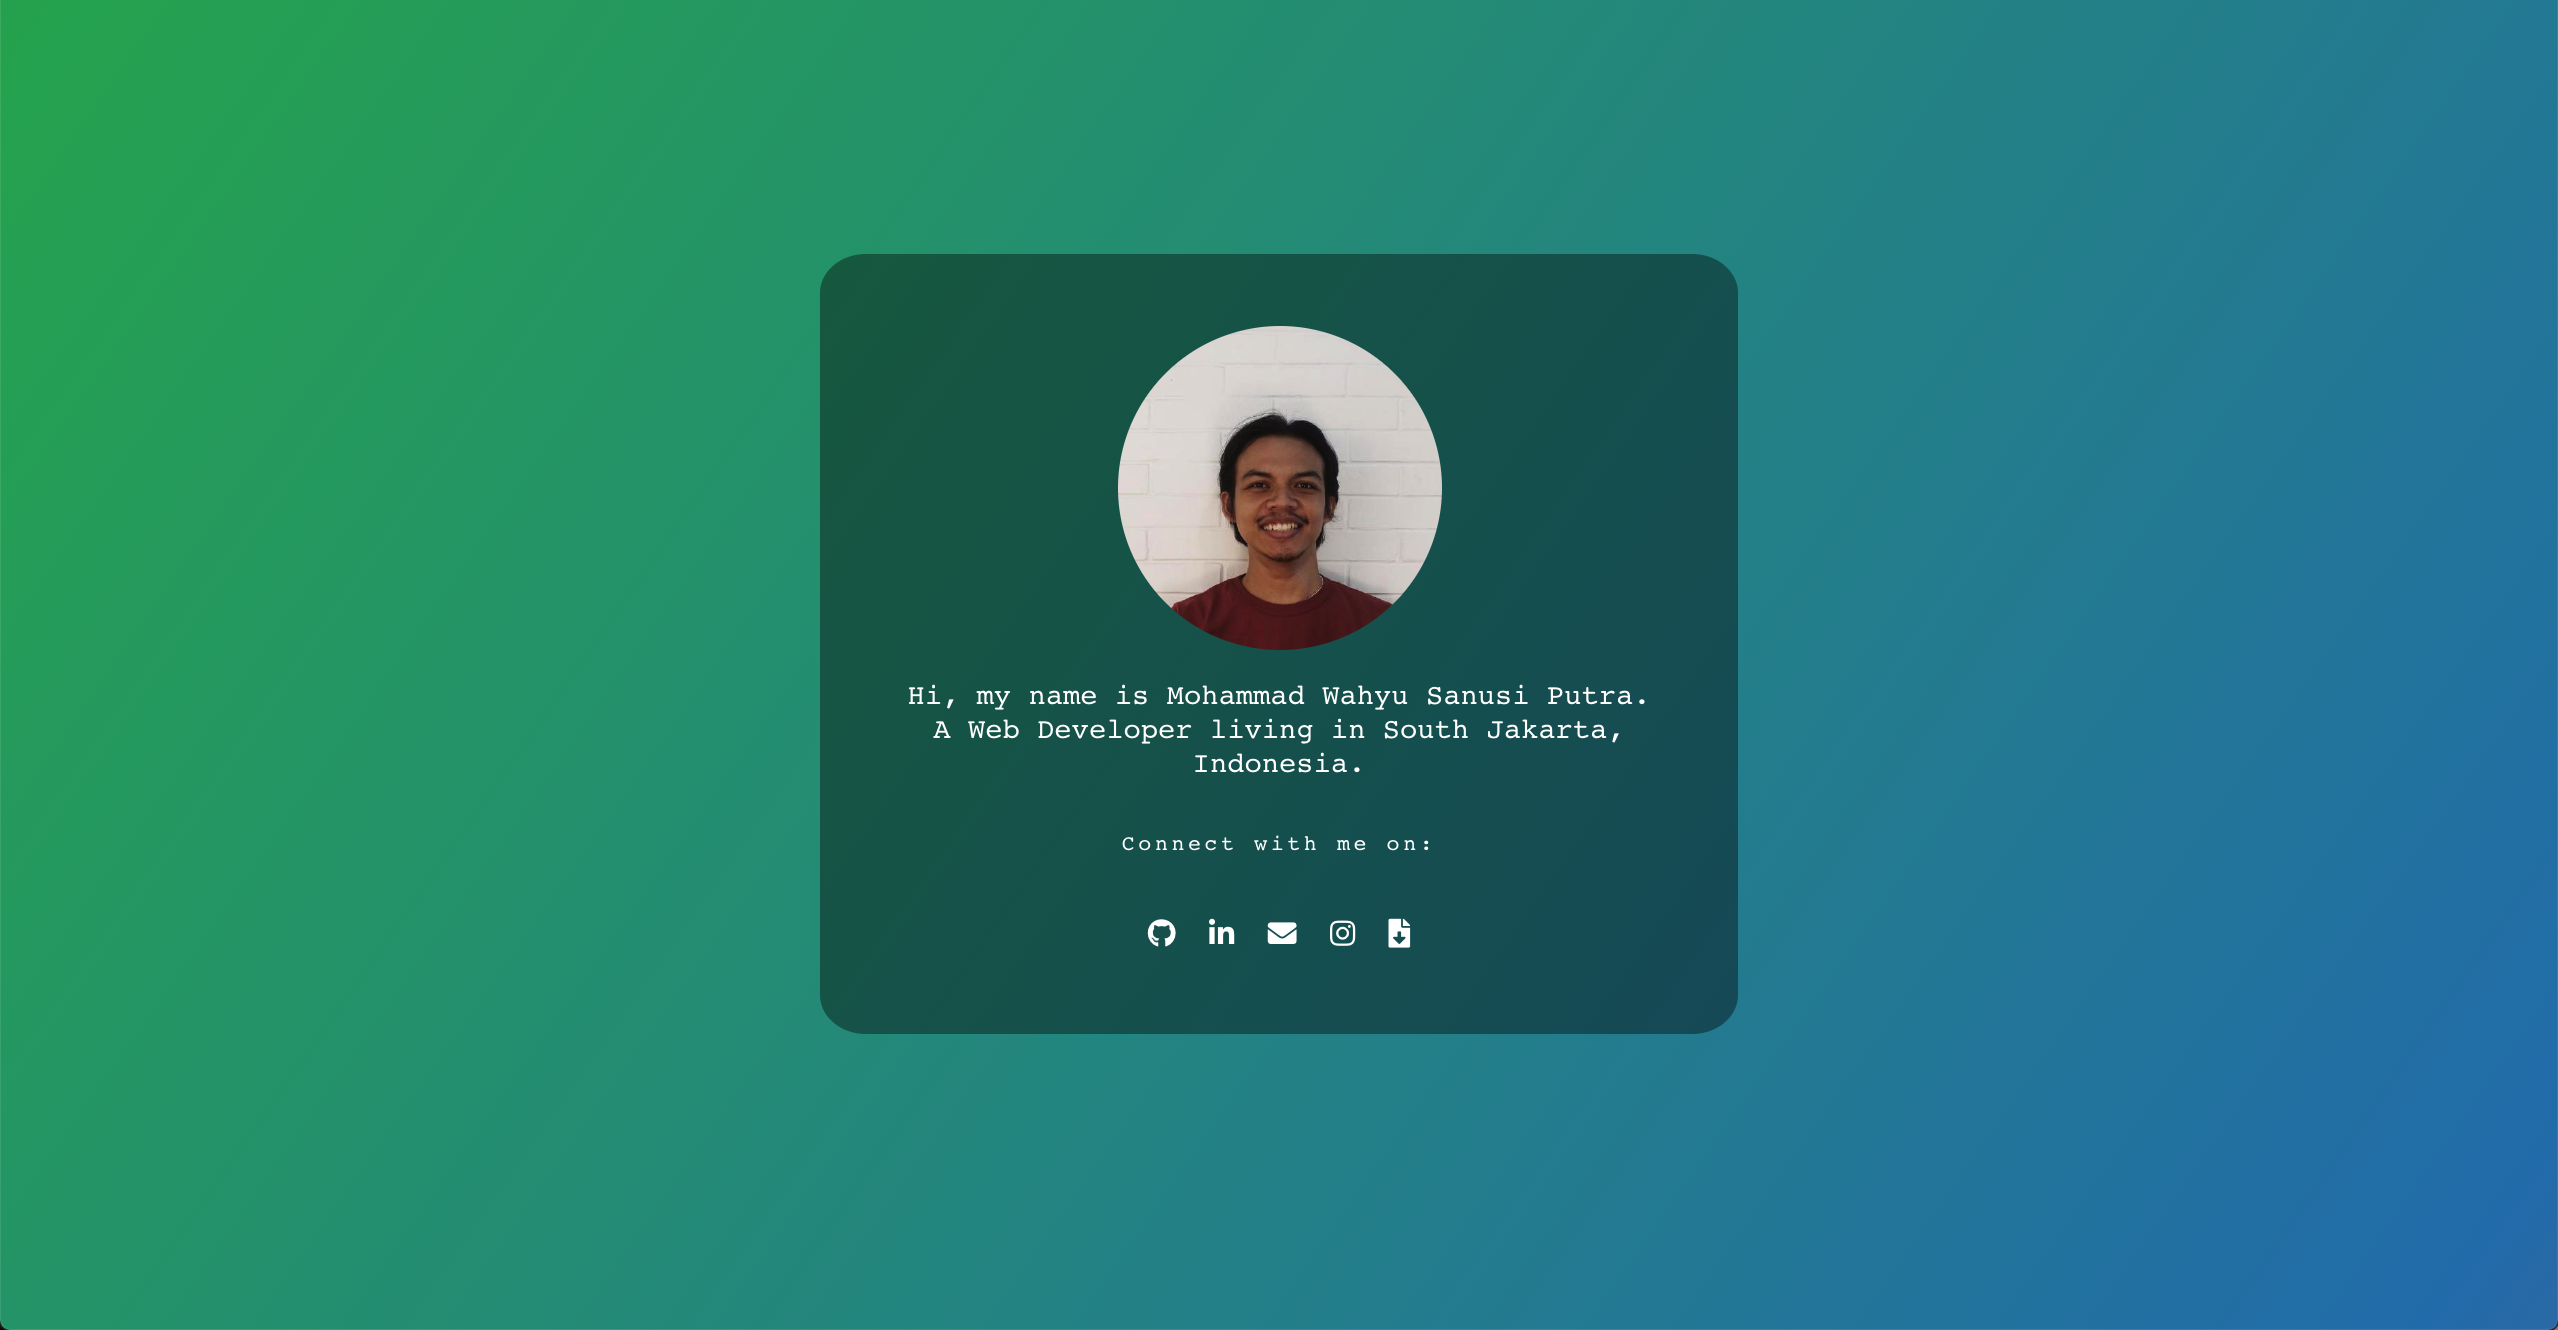 Hi, my name is Mohammad Wahyu Sanusi Putra.
A Web Developer living in South Jakarta,
Indonesia.
Connect with me on: